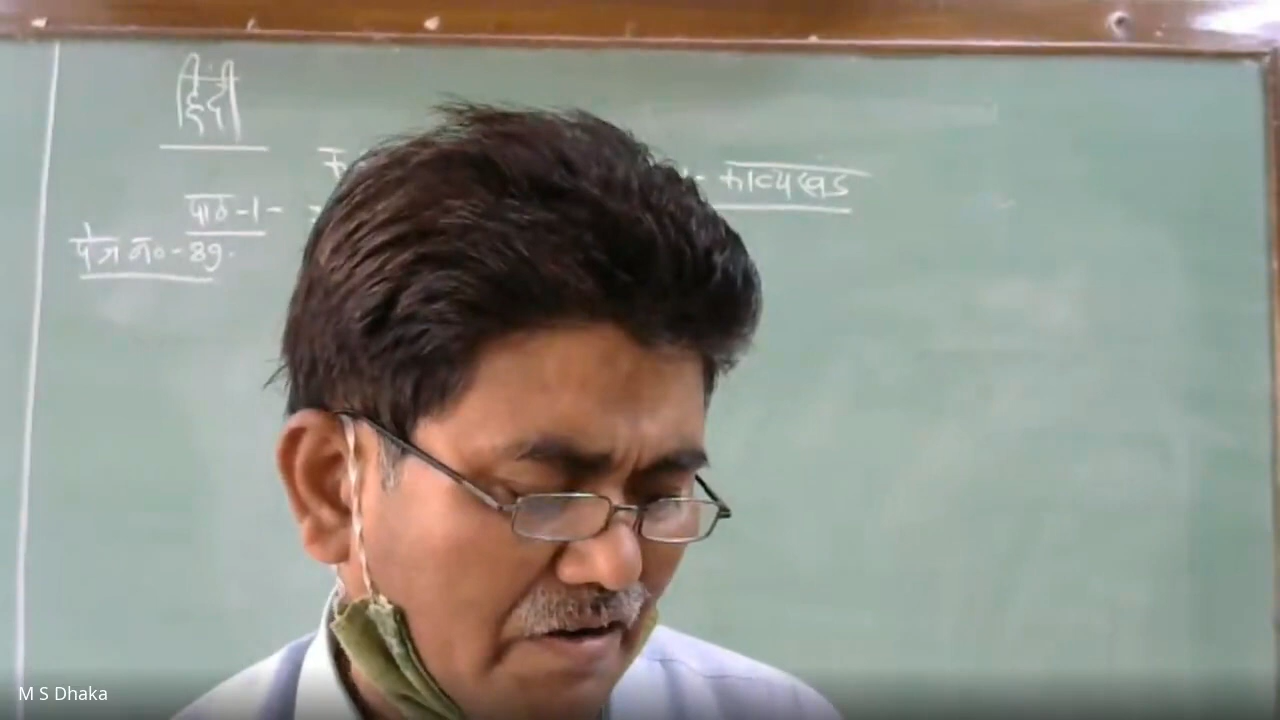 हिंदी
काव्यखंड
पाठ-1-
पेज नं०-89.
M S Dhaka